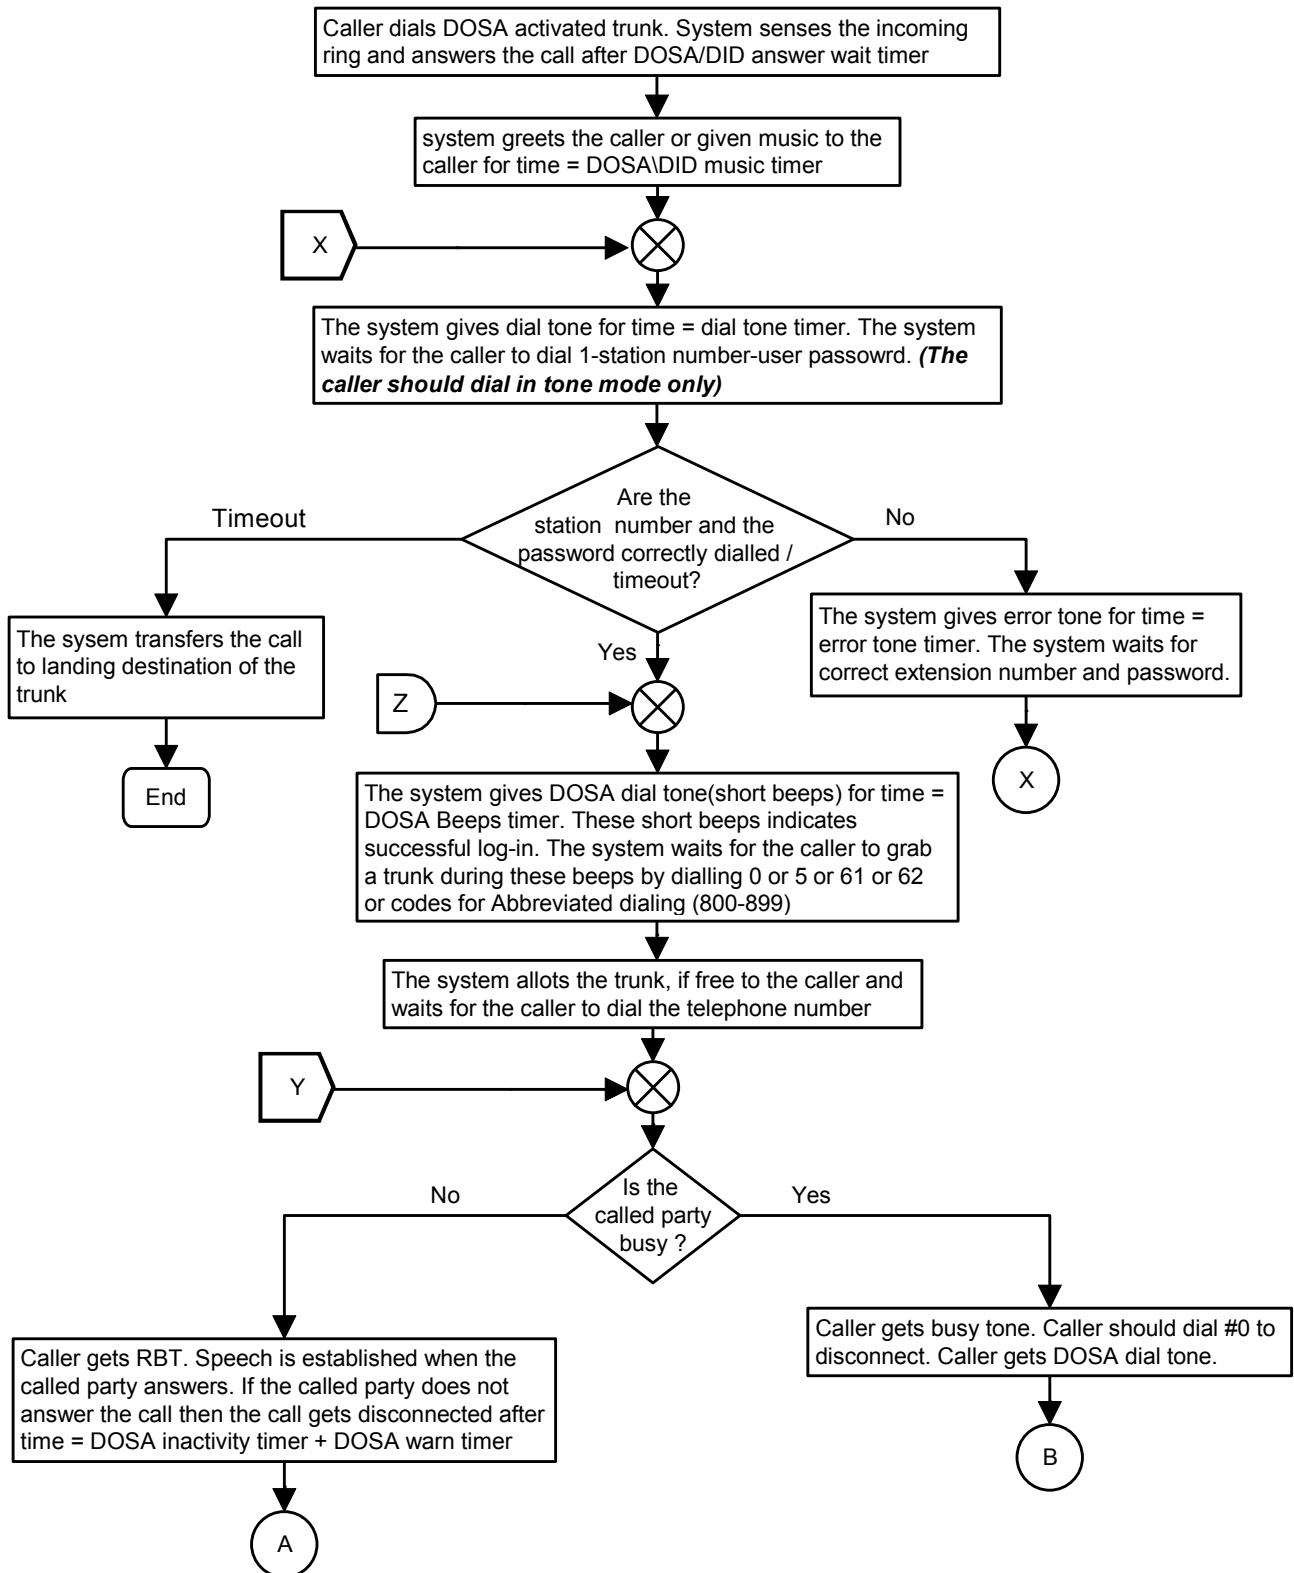 Caller dials DOSA activated trunk. System senses the incoming
ring and answers the call after DOSA/DID answer wait timer
system greets the caller or given music to the
caller for time = DOSA\DID music timer
X
The system gives dial tone for time = dial tone timer. The system
waits for the caller to dial 1-station number-user passowrd. (The
caller should dial in tone mode only)
Are the
station number and the
password correctly dialled /
timeout?
Timeout
No
Yes
The sysem transfers the call
to landing destination of the
trunk
End
The system gives error tone for time =
error tone timer. The system waits for
correct extension number and password.
X
Z
The system gives DOSA dial tone(short beeps) for time =
DOSA Beeps timer. These short beeps indicates
successful log-in. The system waits for the caller to grab
a trunk during these beeps by dialling 0 or 5 or 61 or 62
or codes for Abbreviated dialing (800-899)
The system allots the trunk, if free to the caller and
waits for the caller to dial the telephone number
Y
Is the
called party
busy ?
No
Yes
Caller gets RBT. Speech is established when the
called party answers. If the called party does not
answer the call then the call gets disconnected after
time = DOSA inactivity timer + DOSA warn timer
A
Caller gets busy tone. Caller should dial #0 to
disconnect. Caller gets DOSA dial tone.
B